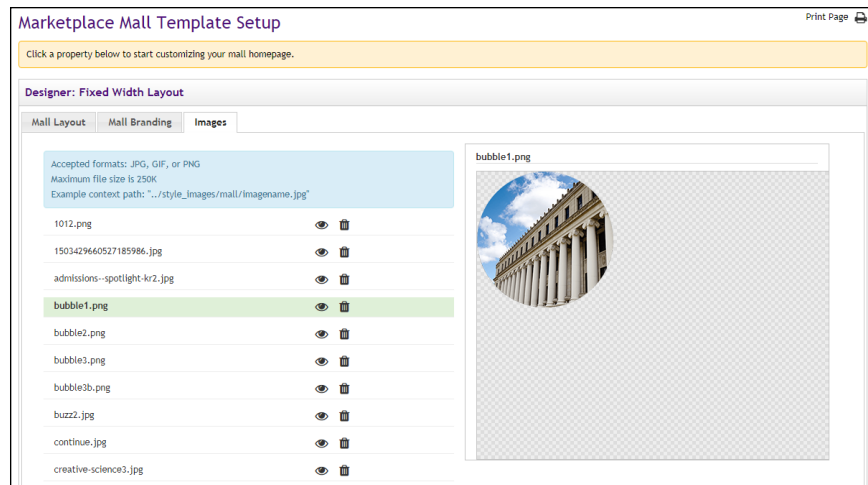 Marketplace Mall Template Setup
Print Page
Click a property below to start customizing your mall homepage.
Designer: Fixed Width Layout
Mall Layout
Mall Branding
Images
Accepted formats: JPG, GIF, or PNG
Maximum file size is 250K
Example context path: "../style_images/mall/imagename.jpg"
bubble1.png
1012.png
1503429660527185986.jpg
admissions--spotlight-kr2.jpg
bubble1.png
bubble2.png
bubble3.png
bubble3b.png
buzz2.jpg
continue.jpg
creative-science3.jpg